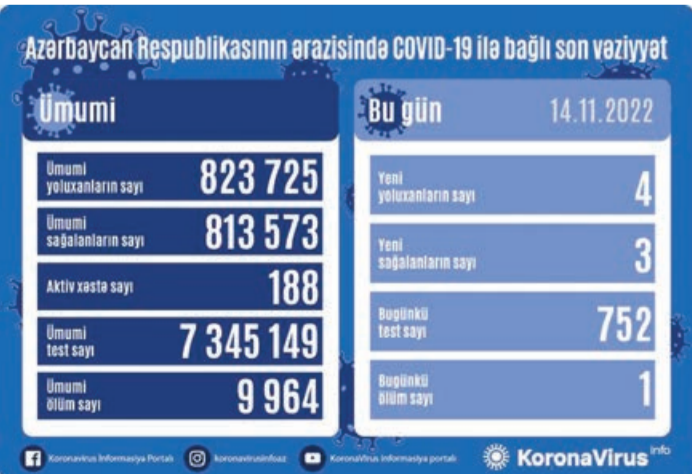 Azərbaycan Respublikasının ərazisində COVID-19 ilə bağlı son vəziyyət
Ümumi
Ümumi
yoluxanların sayı
823 725
Ümumi
sağalanların sayı
813 573
Aktiv xəstə sayı
188
Ümumi
test sayı
7 345 149
Ümumi
ölüm sayı
9 964
Bu gün
14.11.2022
Yeni
yoluxanların sayı
4
Yeni
sağalanların sayı
3
Bugünkü
test sayı
752
Bugünkü
ölüm sayı
1
Koronavirus İnformasiya Portalı
koronavirusinfoaz
KoronaVirus informasiya portalı
KoronaVirus info